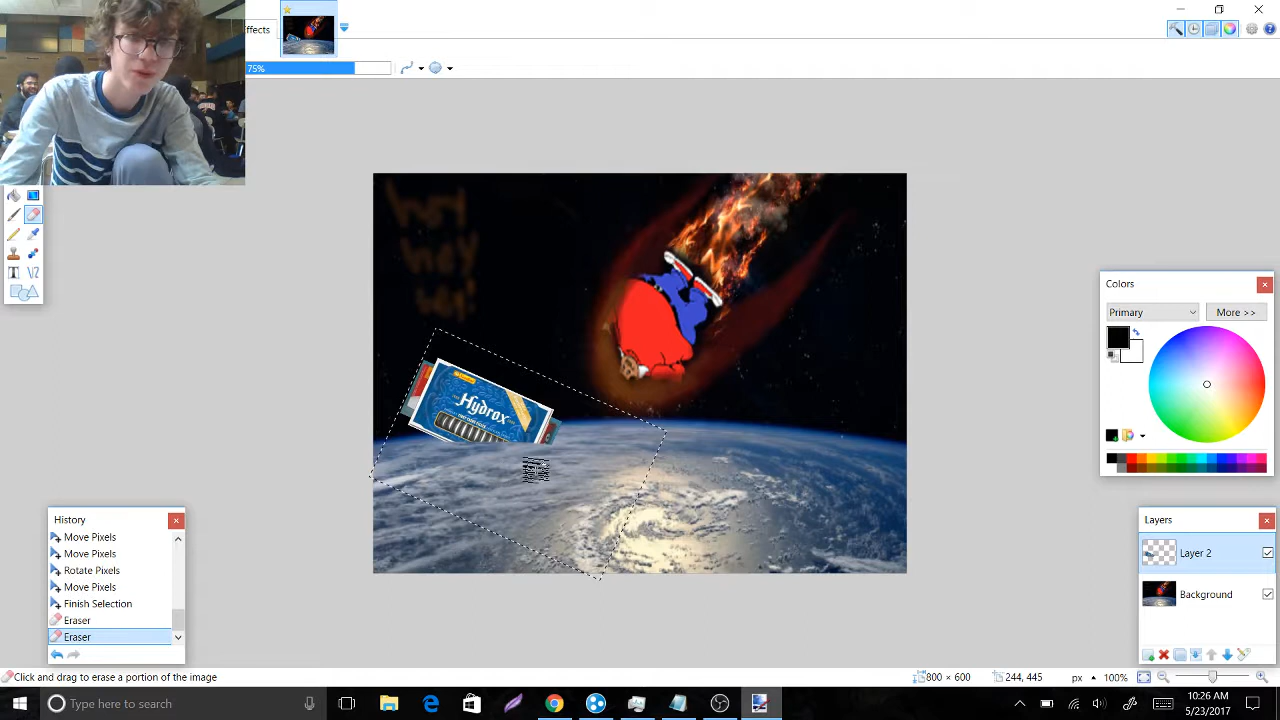 ffects
75%
hey
hey
Hydrox
Colors
Primary
More >>
History
Move Pixels
Move Pixels
Rotate Pixels
Move Pixels
Finish Selection
Eraser
Eraser
Layers
Layer 2
Background
Click and drag to erase a portion of the image
800 × 600
244, 445
px
100%
Type here to search
10:26 AM
5/23/2017